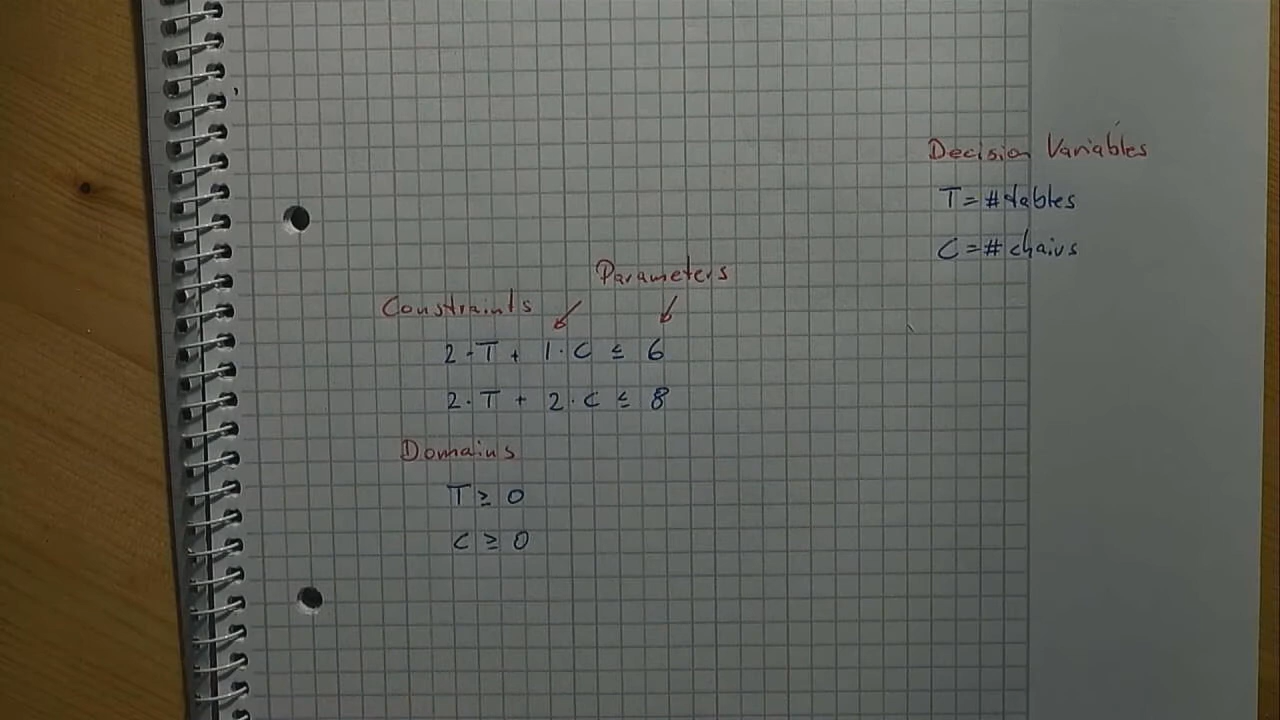 Decision Variables
T = # tables
C = # chairs
Parameters
Constraints
2 · T + 1 · C ≤ 6
2 · T + 2 · C ≤ 8
Domains
T ≥ 0
C ≥ 0